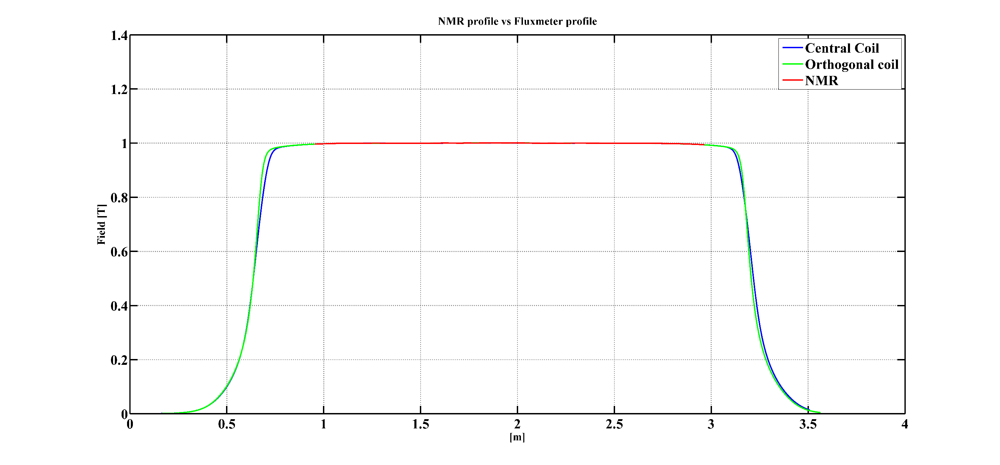 NMR profile vs Fluxmeter profile
1.4
1.2
1
0.8
0.6
0.4
0.2
0
Field [T]
Central Coil
Orthogonal coil
NMR
0 0.5 1 1.5 2 2.5 3 3.5 4
[m]